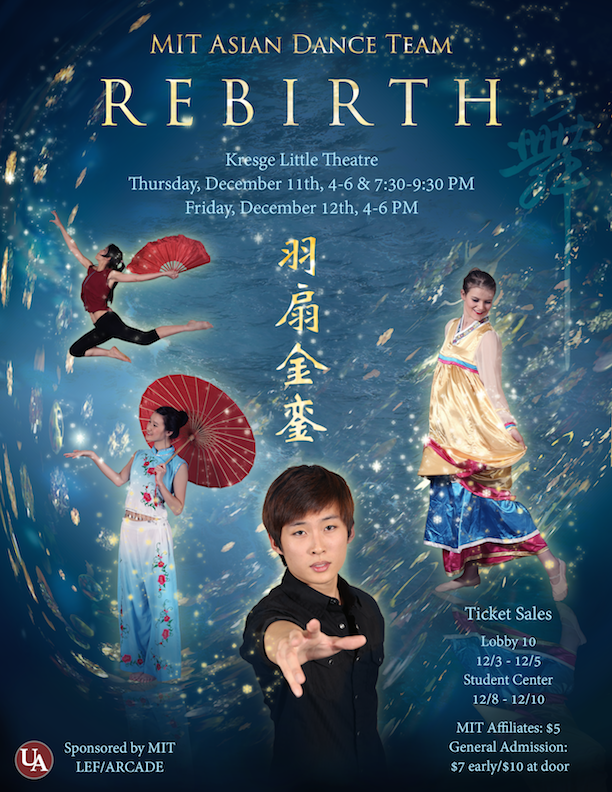 MIT Asian Dance Team
REBIRTH
Kresge Little Theatre
Thursday, December 11th, 4-6 & 7:30-9:30 PM
Friday, December 12th, 4-6 PM
舞
羽
扇
金
鑾
Ticket Sales
Lobby 10
12/3 - 12/5
Student Center
12/8 - 12/10
MIT Affiliates: $5
General Admission:
$7 early/$10 at door
UA
Sponsored by MIT
LEF/ARCADE